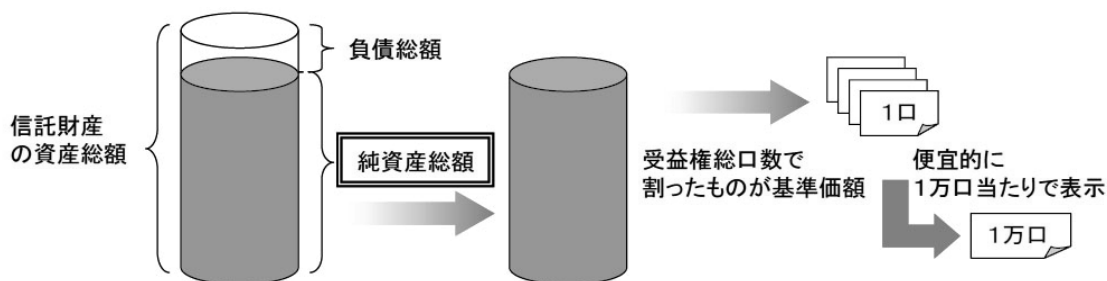 負債総額
信託財産
の資産総額
純資産総額
受益権総口数で
割ったものが基準価額
1口
便宜的に
1万口当たりで表示
1万口